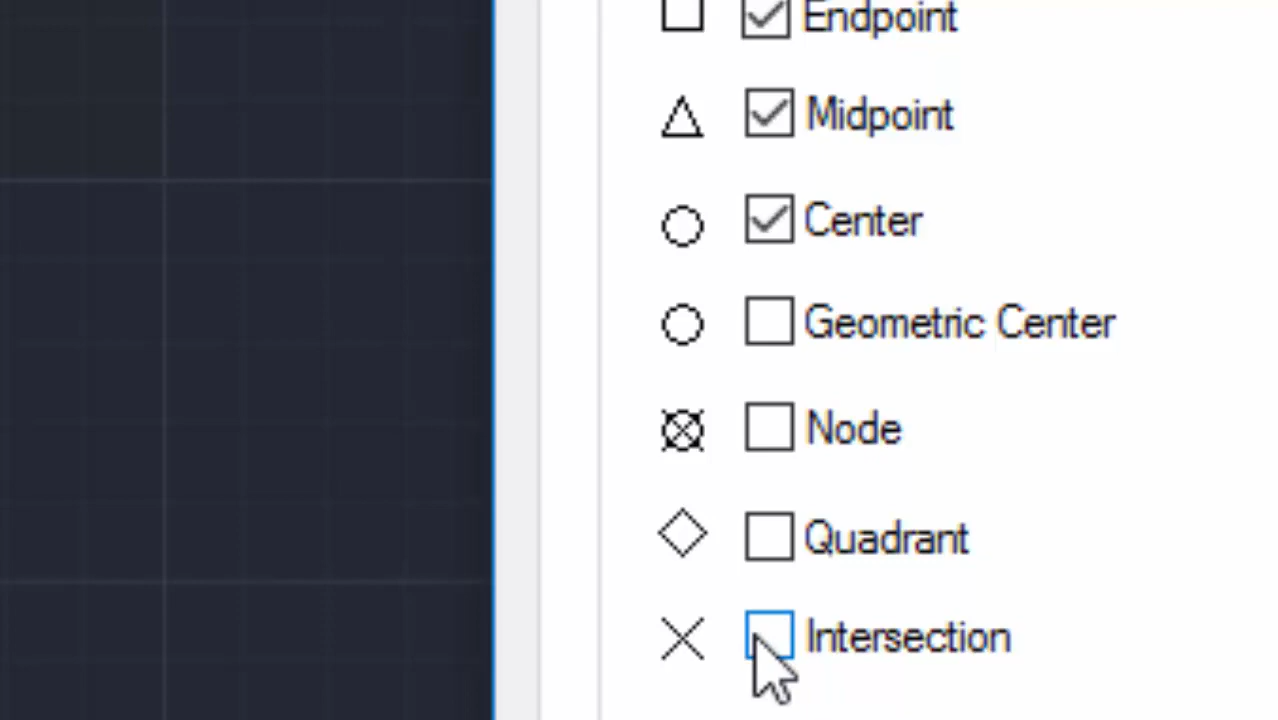 Endpoint
Midpoint
Center
Geometric Center
Node
Quadrant
Intersection